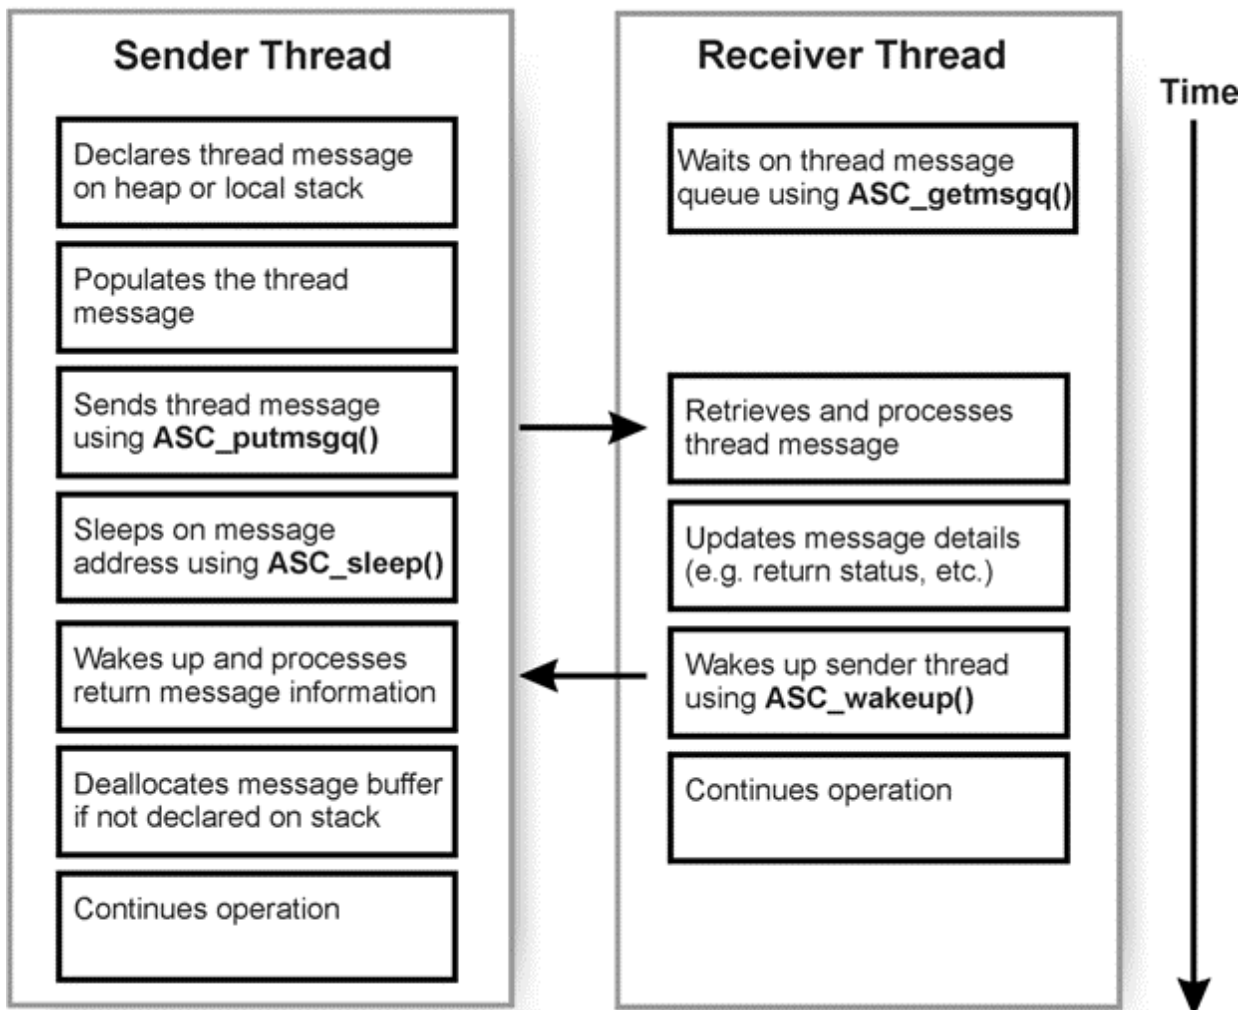 Sender Thread
Declares thread message
on heap or local stack
Populates the thread
message
Sends thread message
using ASC_putmsgq()
Sleeps on message
address using ASC_sleep()
Wakes up and processes
return message information
Deallocates message buffer
if not declared on stack
Continues operation
Receiver Thread
Waits on thread message
queue using ASC_getmsgq()
Retrieves and processes
thread message
Updates message details
(e.g. return status, etc.)
Wakes up sender thread
using ASC_wakeup()
Continues operation
Time